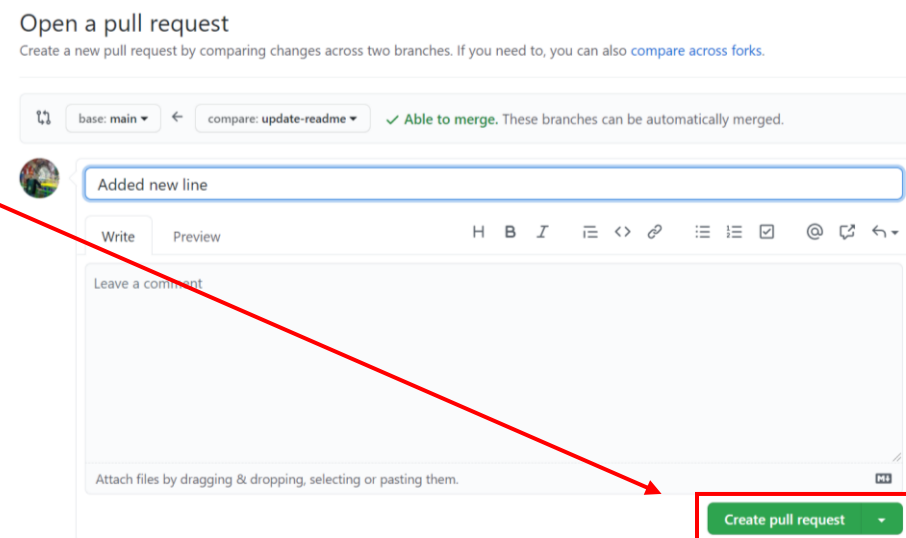 Open a pull request
Create a new pull request by comparing changes across two branches. If you need to, you can also compare across forks.
base: main compare: update-readme Able to merge. These branches can be automatically merged.
Added new line
Write Preview H B I
Leave a comment
Attach files by dragging & dropping, selecting or pasting them.
Create pull request